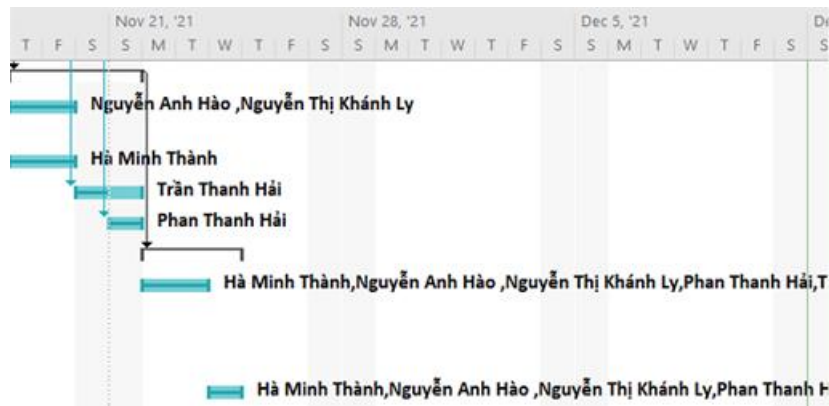 Nov 21, '21 Nov 28, '21 Dec 5, '21 De
T F S S M T W T F S S M T W T F S S M T W T F S S
Nguyễn Anh Hào ,Nguyễn Thị Khánh Ly
Hà Minh Thành
Trần Thanh Hải
Phan Thanh Hải
Hà Minh Thành,Nguyễn Anh Hào ,Nguyễn Thị Khánh Ly,Phan Thanh Hải,T
Hà Minh Thành,Nguyễn Anh Hào ,Nguyễn Thị Khánh Ly,Phan Thanh H